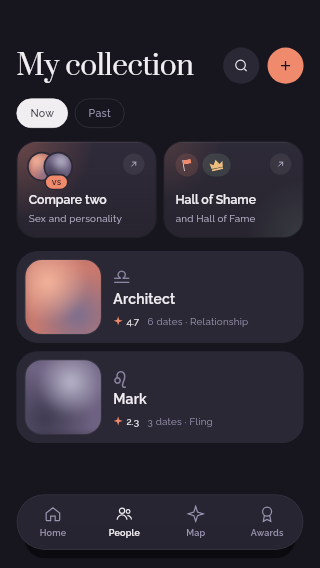 My collection
Now
Past
VS
Compare two
Sex and personality
Hall of Shame
and Hall of Fame
Architect
4.7 6 dates · Relationship
Mark
2.3 3 dates · Fling
Home
People
Map
Awards